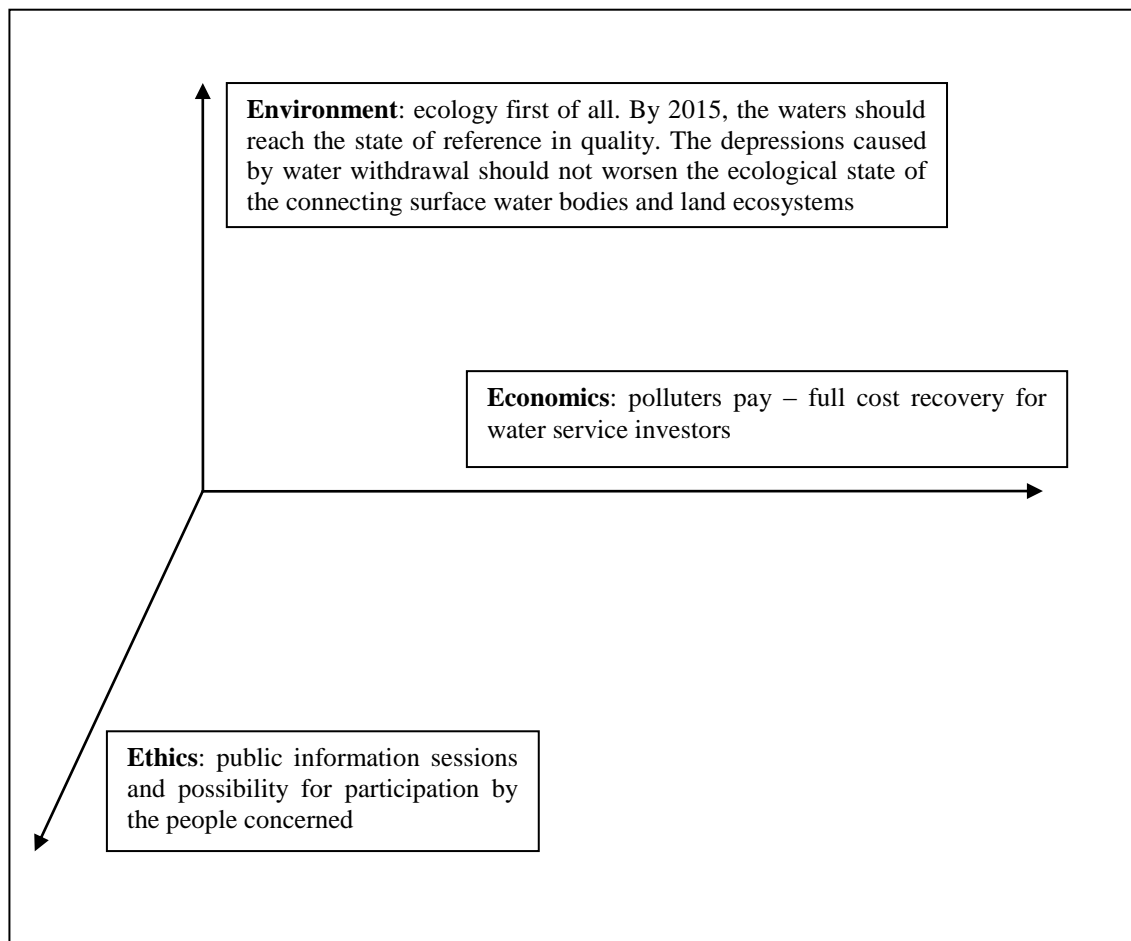 Environment: ecology first of all. By 2015, the waters should
reach the state of reference in quality. The depressions caused
by water withdrawal should not worsen the ecological state of
the connecting surface water bodies and land ecosystems
Economics: polluters pay – full cost recovery for
water service investors
Ethics: public information sessions
and possibility for participation by
the people concerned